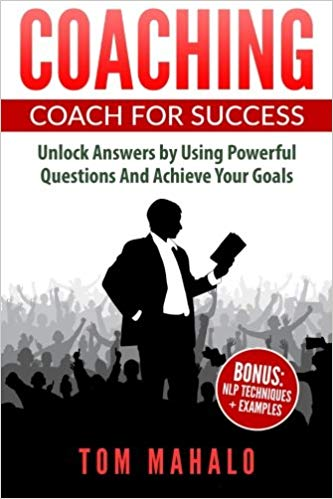 COACHING
COACH FOR SUCCESS
Unlock Answers by Using Powerful
Questions And Achieve Your Goals
BONUS:
NLP TECHNIQUES
+ EXAMPLES
TOM MAHALO